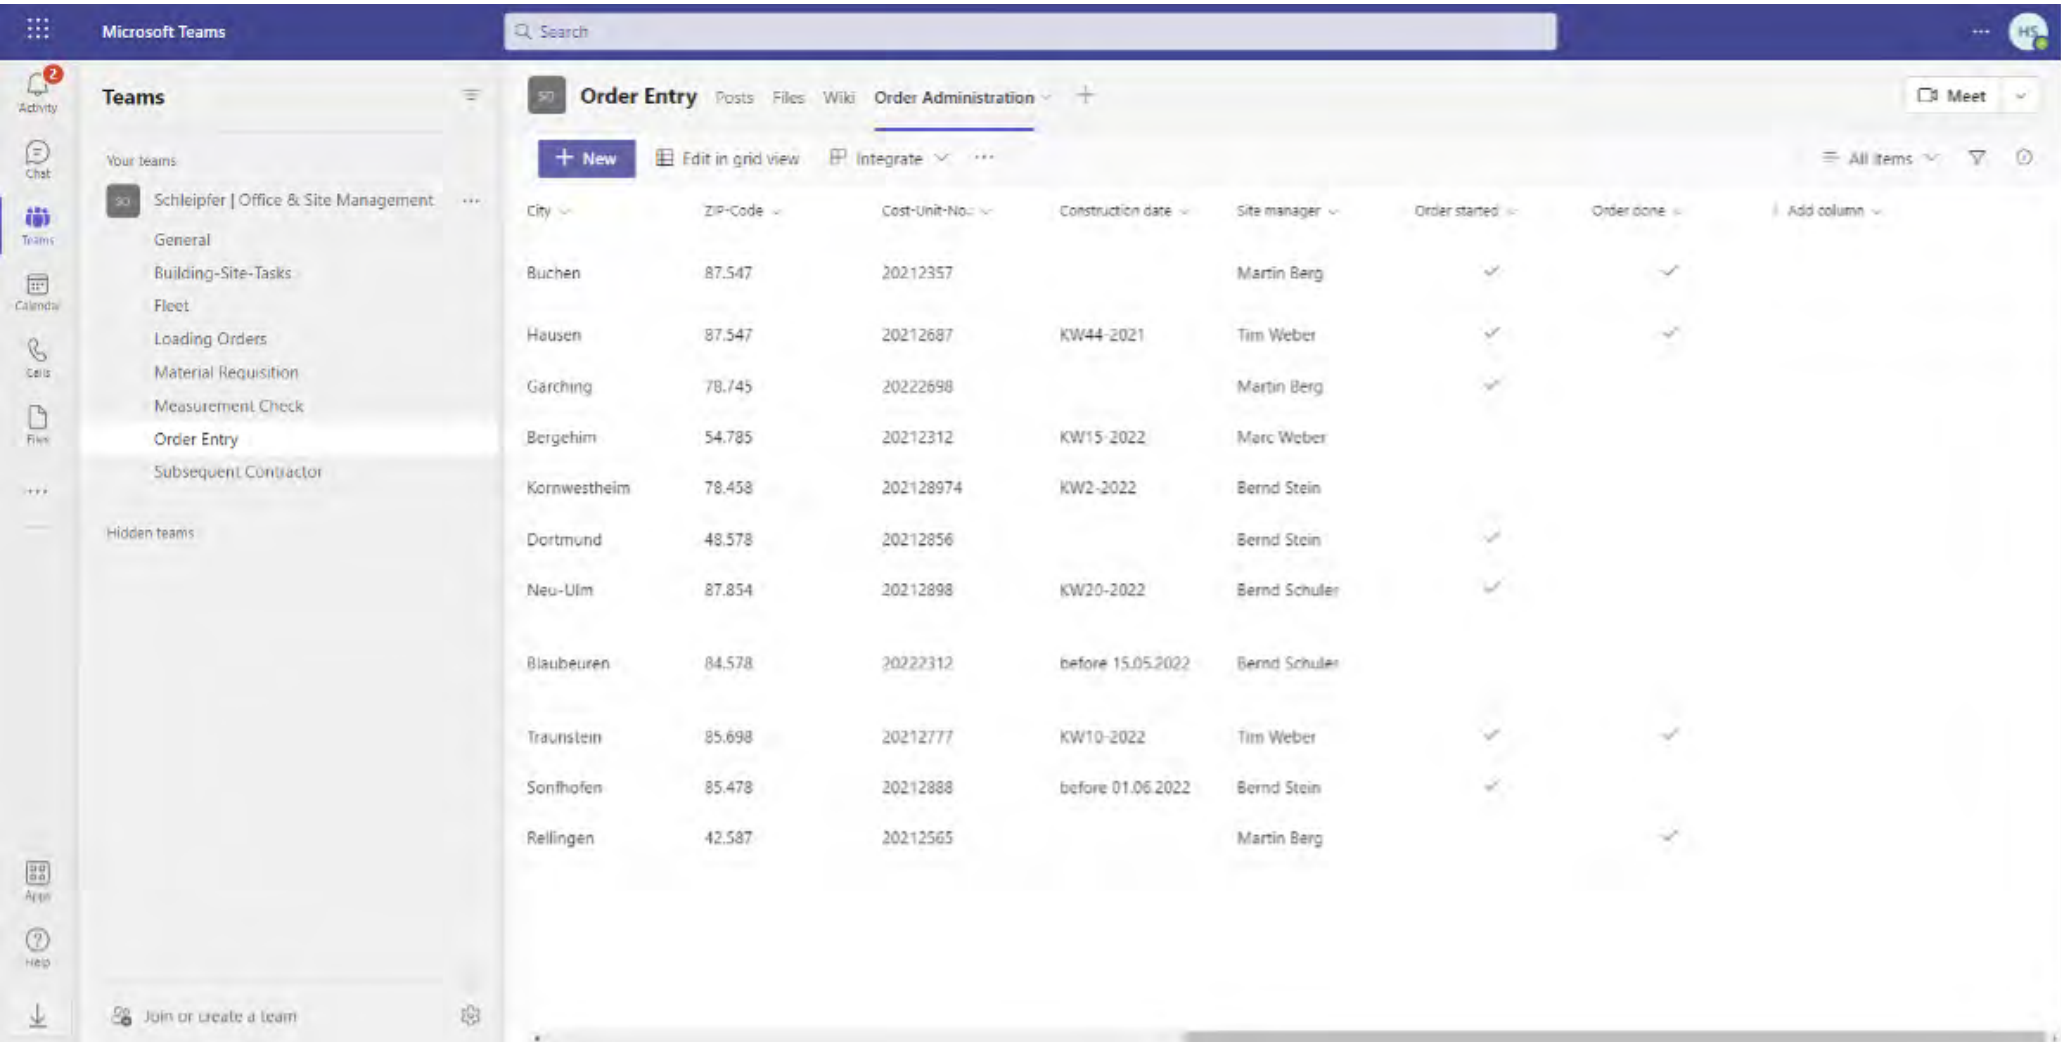 Microsoft Teams
Search
HS
2
Activity
Chat
Teams
Calendar
Calls
Files
Apps
Help
Teams
Your teams
SO
Schleipfer | Office & Site Management
General
Building-Site-Tasks
Fleet
Loading Orders
Material Requisition
Measurement Check
Order Entry
Subsequent Contractor
Hidden teams
Join or create a team
SO Order Entry Posts Files Wiki Order Administration
Meet
New Edit in grid view Integrate All items
City ZIP-Code Cost-Unit-No.: Construction date Site manager Order started Order done Add column
Buchen 87.547 20212357 Martin Berg
Hausen 87.547 20212687 KW44-2021 Tim Weber
Garching 78.745 20222698 Martin Berg
Bergehim 54.785 20212312 KW15-2022 Marc Weber
Kornwestheim 78.458 202128974 KW2-2022 Bernd Stein
Dortmund 48.578 20212856 Bernd Stein
Neu-Ulm 87.854 20212898 KW20-2022 Bernd Schuler
Blaubeuren 84.578 20222312 before 15.05.2022 Bernd Schuler
Traunstein 85.698 20212777 KW10-2022 Tim Weber
Sonfhofen 85.478 20212888 before 01.06.2022 Bernd Stein
Rellingen 42.587 20212565 Martin Berg